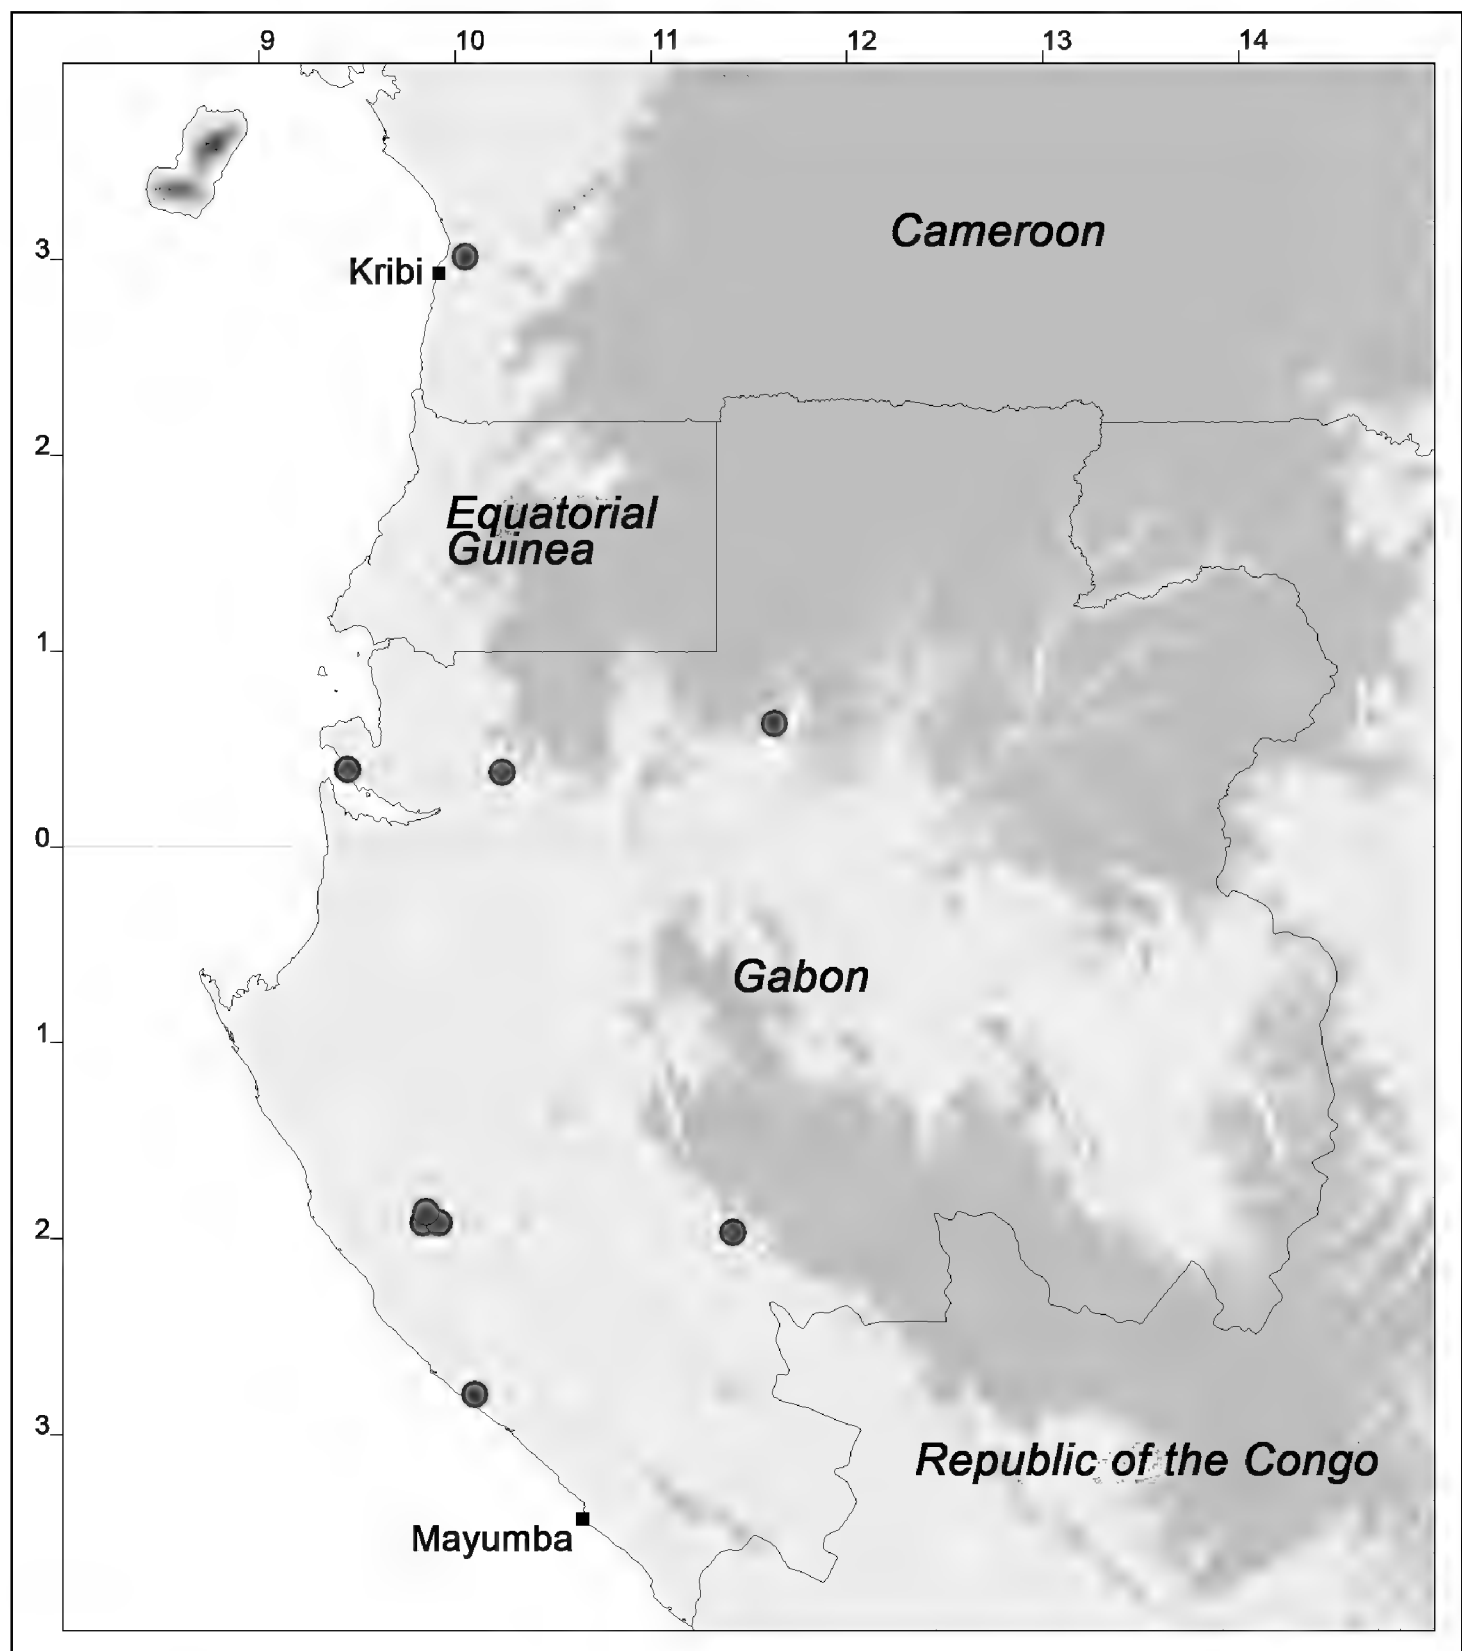 9 10 11 12 13 14
Cameroon
3
Kribi
2
Equatorial
Guinea
1
0
Gabon
1
2
3
Republic of the Congo
Mayumba